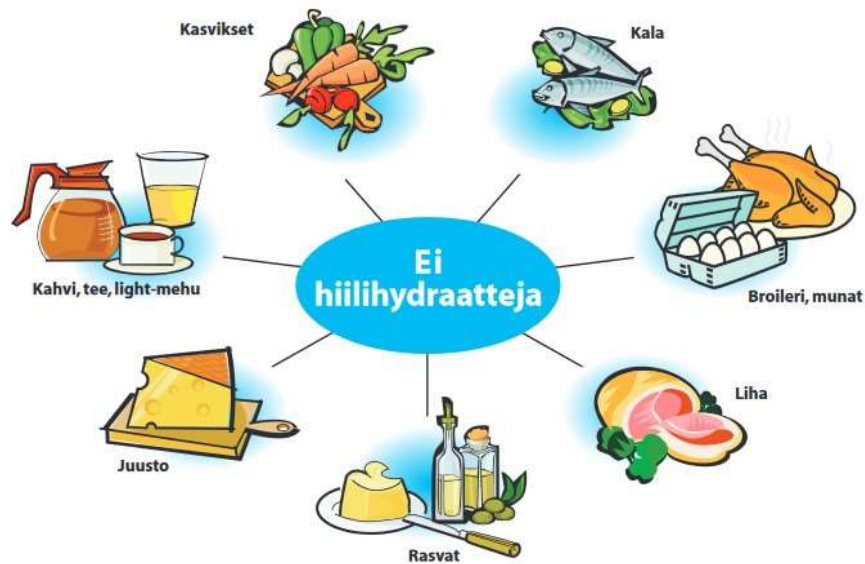 Kasvikset
Kala
Kahvi, tee, light-mehu
Ei
hiilihydraatteja
Broileri, munat
Juusto
Liha
Rasvat